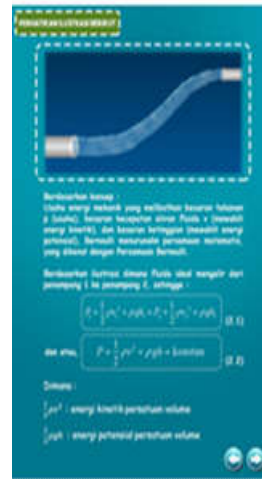 PERHATIKAN ILUSTRASI BERIKUT !
Berdasarkan konsep :
Usaha energi mekanik yang melibatkan besaran tekanan
p (usaha), besaran kecepatan aliran fluida v (mewakili
energi kinetik), dan besaran ketinggian (mewakili energi
potensial), Bernoulli menurunkan persamaan matematis,
yang dikenal dengan Persamaan Bernoulli.
Berdasarkan ilustrasi dimana fluida ideal mengalir dari
penampang 1 ke penampang 2, sehingga :
P₁ + ½ρv₁² + ρgh₁ = P₂ + ½ρv₂² + ρgh₂ (2.1)
dan atau, P + ½ρv² + ρgh = konstan (2.2)
Dimana :
½ρv² : energi kinetik persatuan volume
ρgh : energi potensial persatuan volume